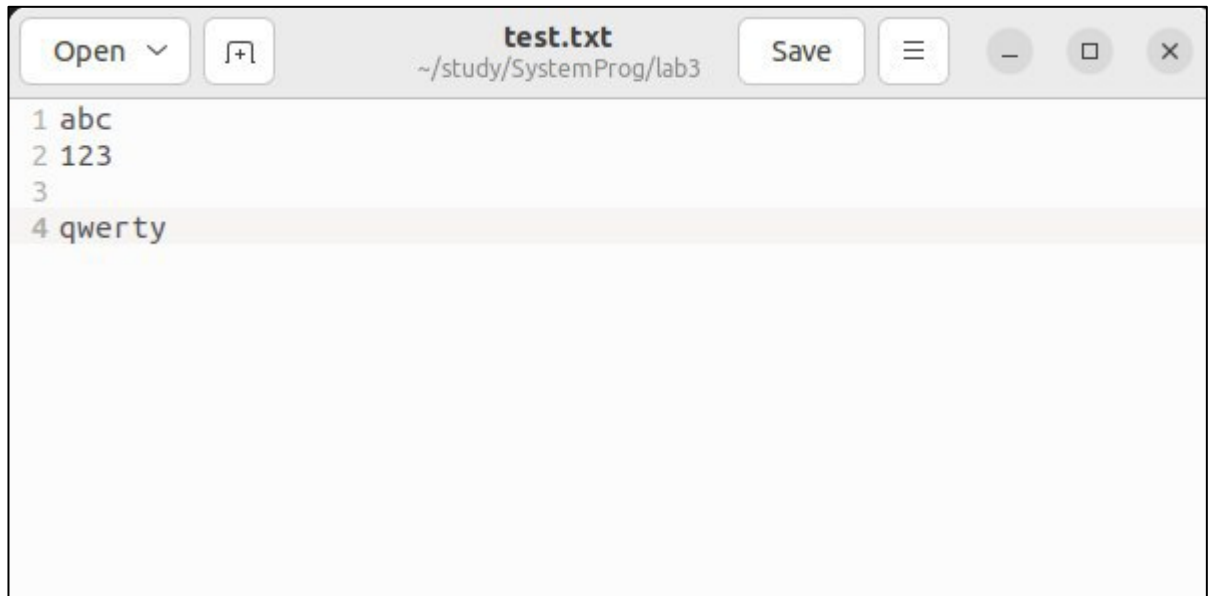 Open
test.txt
~/study/SystemProg/lab3
Save
1 abc
2 123
3
4 qwerty